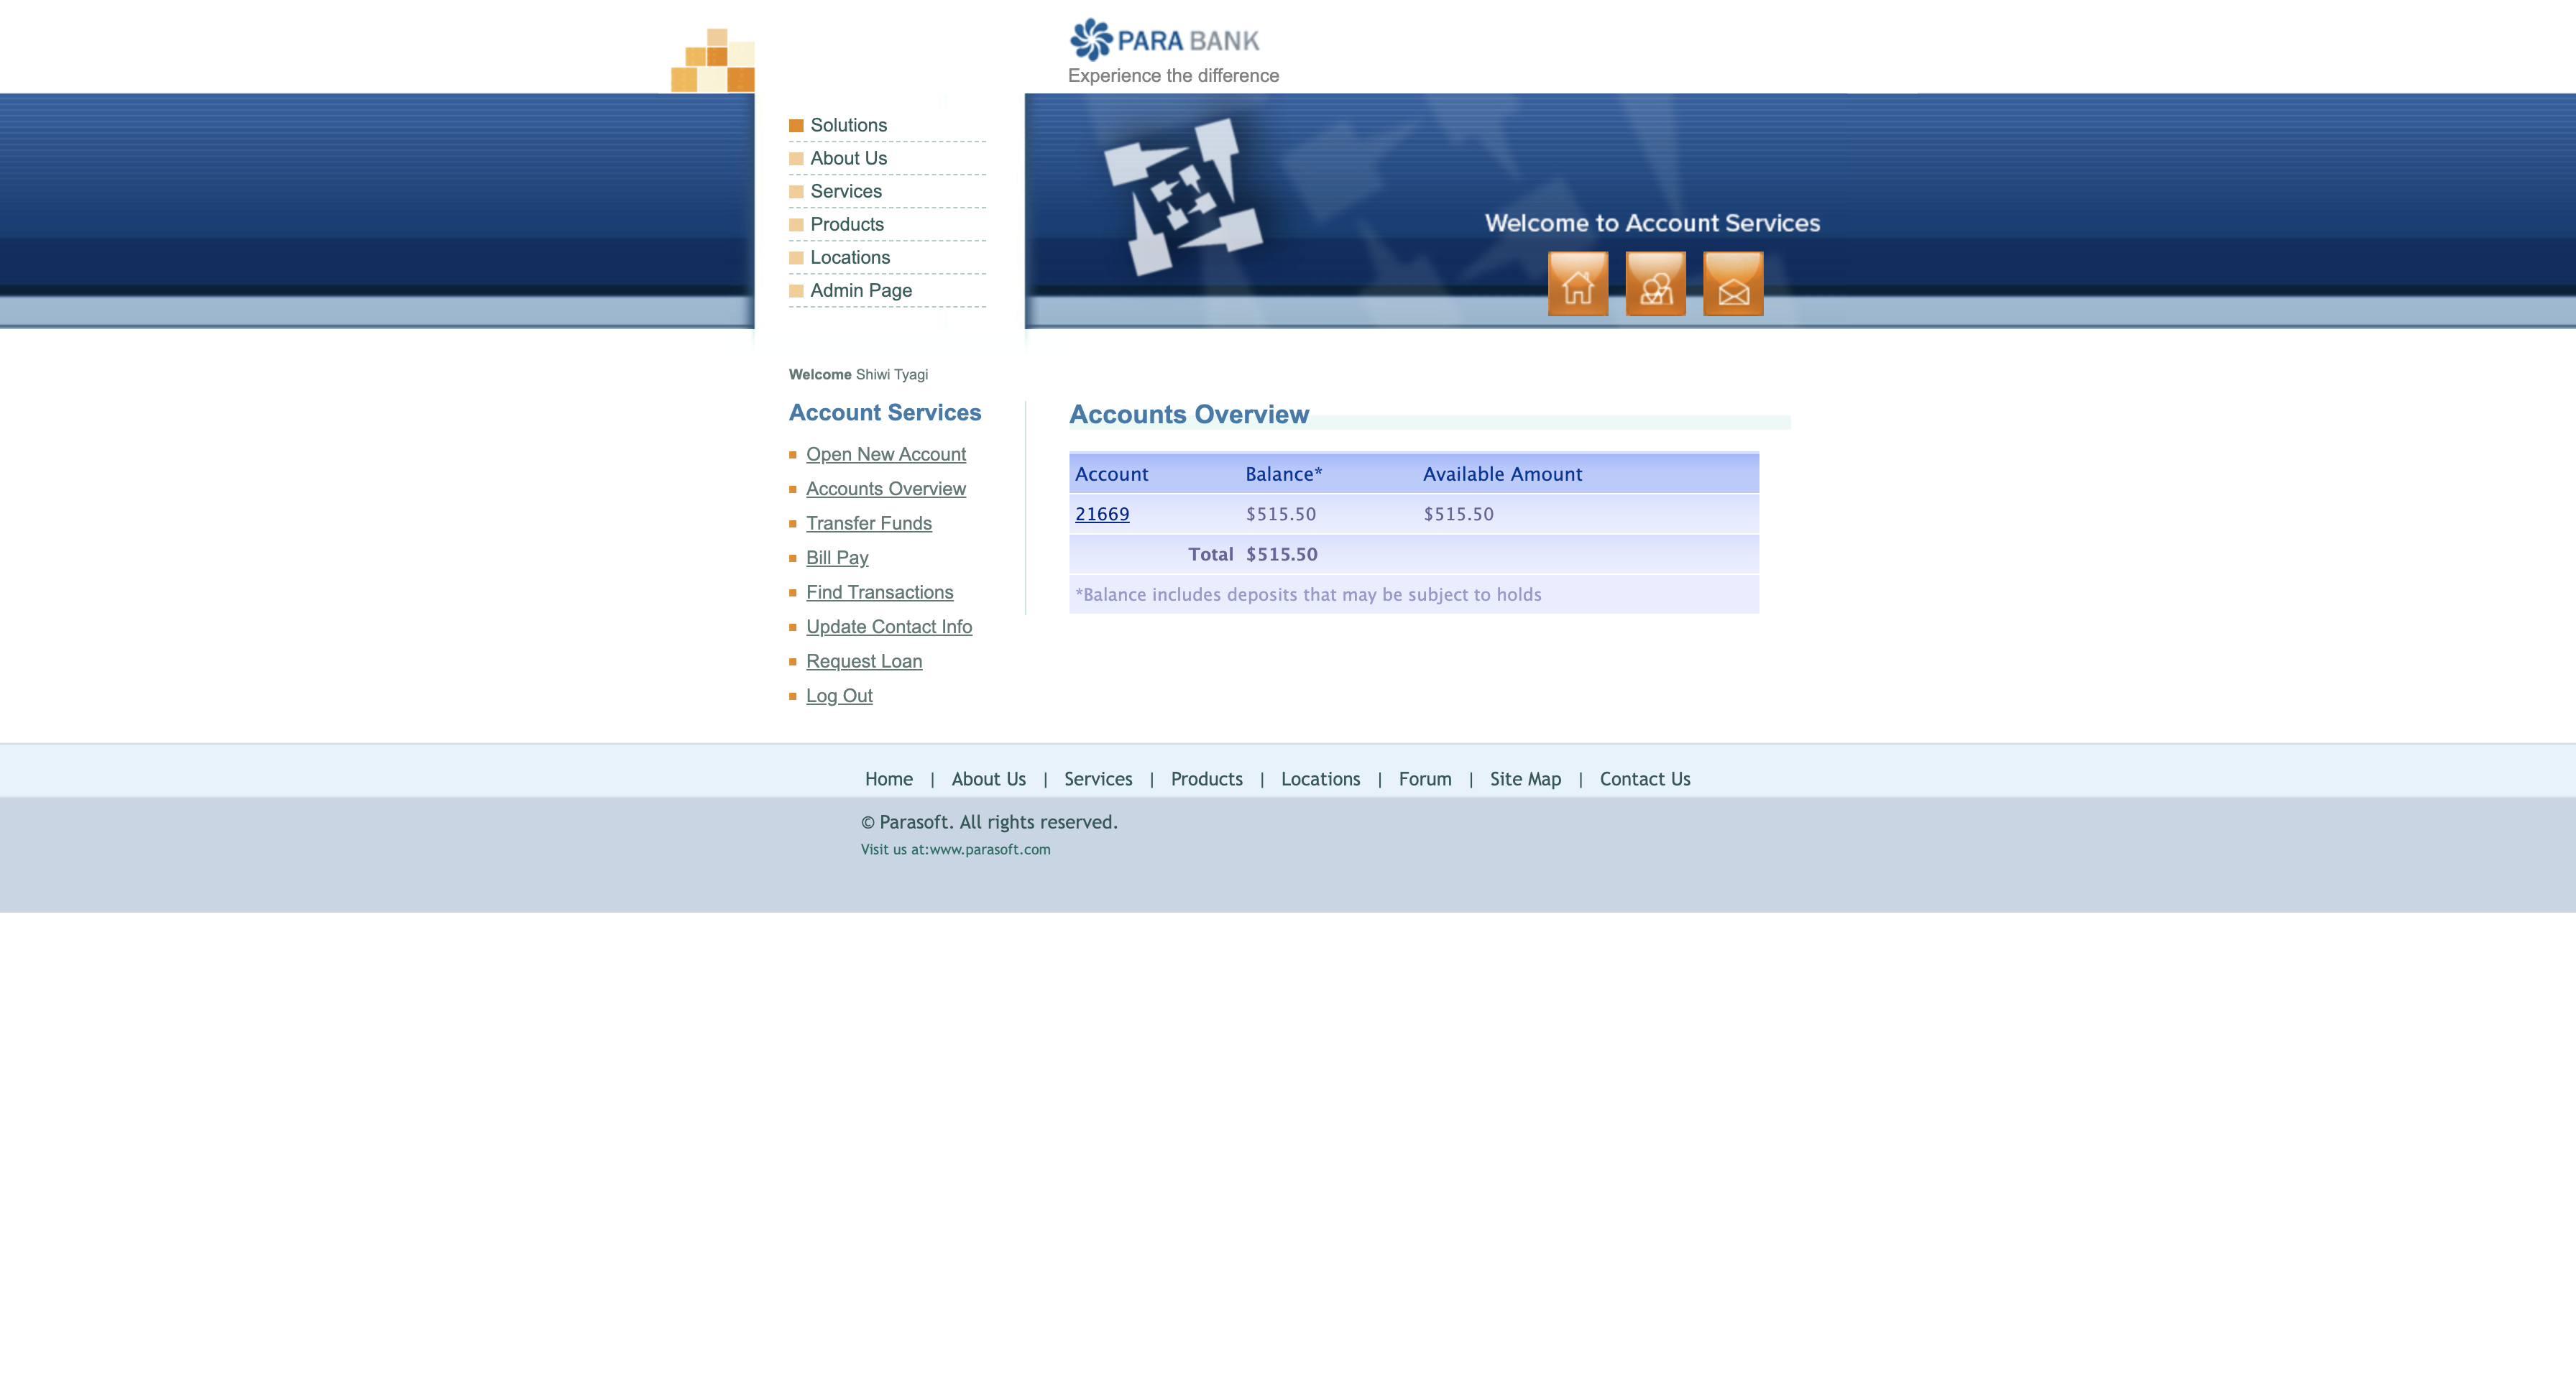 PARA BANK
Experience the difference
Solutions
About Us
Services
Products
Locations
Admin Page
Welcome to Account Services
Welcome Shiwi Tyagi
Account Services
Open New Account
Accounts Overview
Transfer Funds
Bill Pay
Find Transactions
Update Contact Info
Request Loan
Log Out
Accounts Overview
Account Balance* Available Amount
21669 $515.50 $515.50
Total $515.50
*Balance includes deposits that may be subject to holds
Home | About Us | Services | Products | Locations | Forum | Site Map | Contact Us
© Parasoft. All rights reserved.
Visit us at:www.parasoft.com